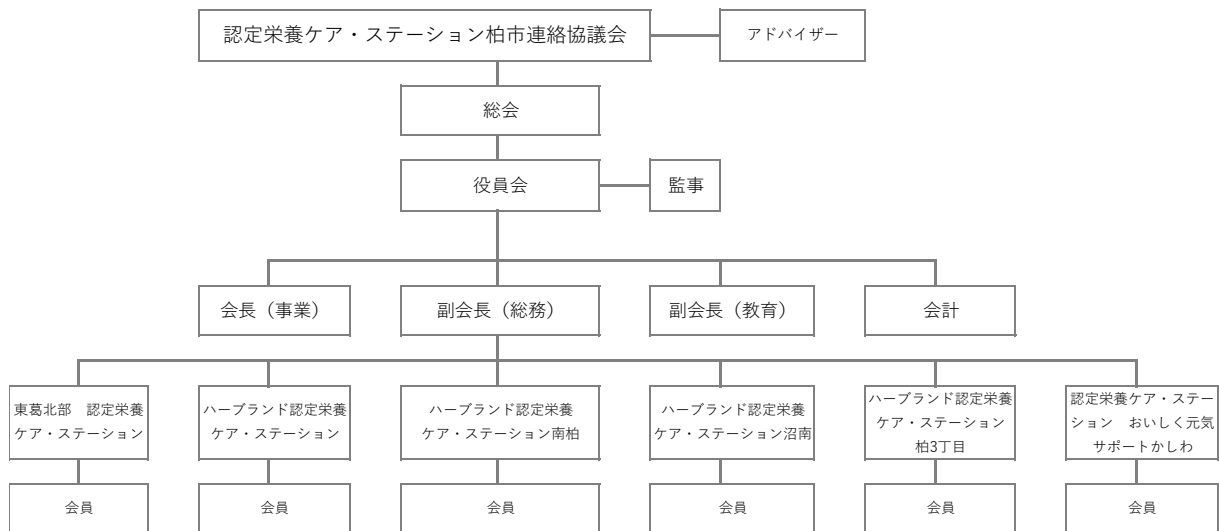 認定栄養ケア・ステーション柏市連絡協議会
アドバイザー
総会
役員会
監事
会長（事業）
副会長（総務）
副会長（教育）
会計
東葛北部　認定栄養
ケア・ステーション
ハーブランド認定栄養
ケア・ステーション
ハーブランド認定栄養
ケア・ステーション南柏
ハーブランド認定栄養
ケア・ステーション沼南
ハーブランド認定栄養
ケア・ステーション
柏3丁目
認定栄養ケア・ステー
ション　おいしく元気
サポートかしわ
会員
会員
会員
会員
会員
会員